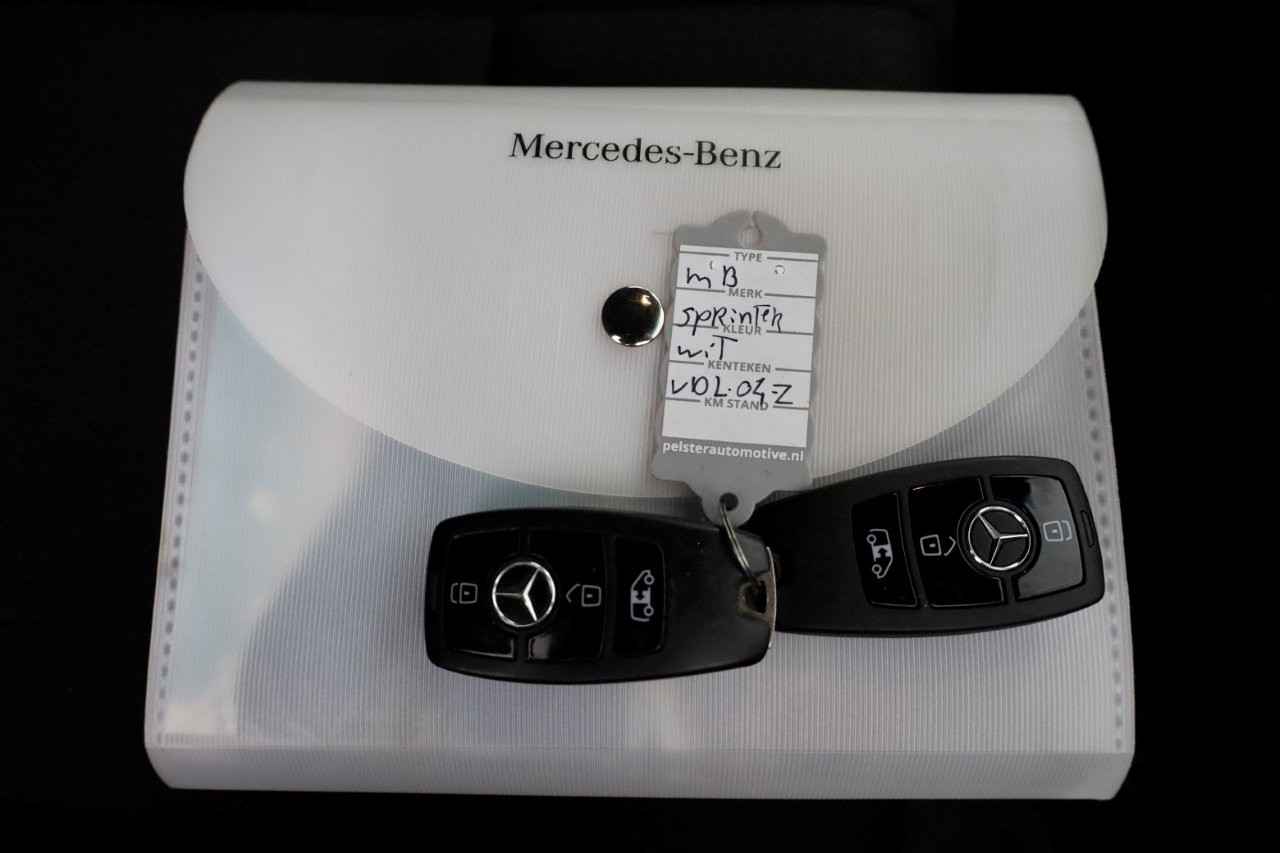 Mercedes-Benz
TYPE
MB
MERK
SPRINTER
KLEUR
WIT
KENTEKEN
VDL-04-Z
KM STAND
pelsterautomotive.nl